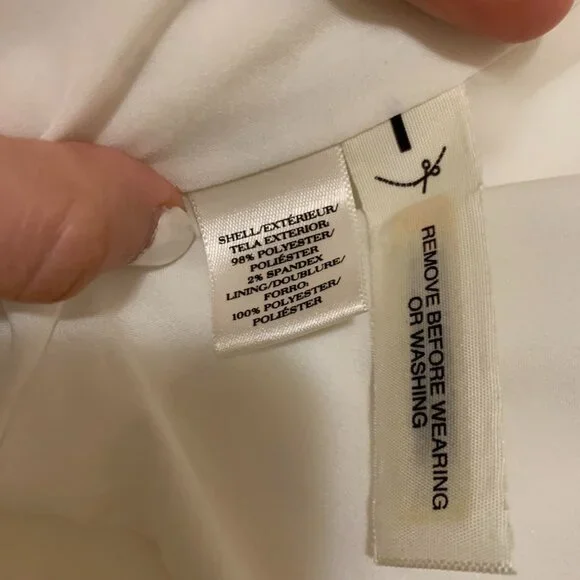 SHELL/EXTÉRIEUR/
TELA EXTERIOR:
98% POLYESTER/
POLIÉSTER
2% SPANDEX
LINING/DOUBLURE/
FORRO:
100% POLYESTER/
POLIÉSTER
REMOVE BEFORE WEARING
OR WASHING